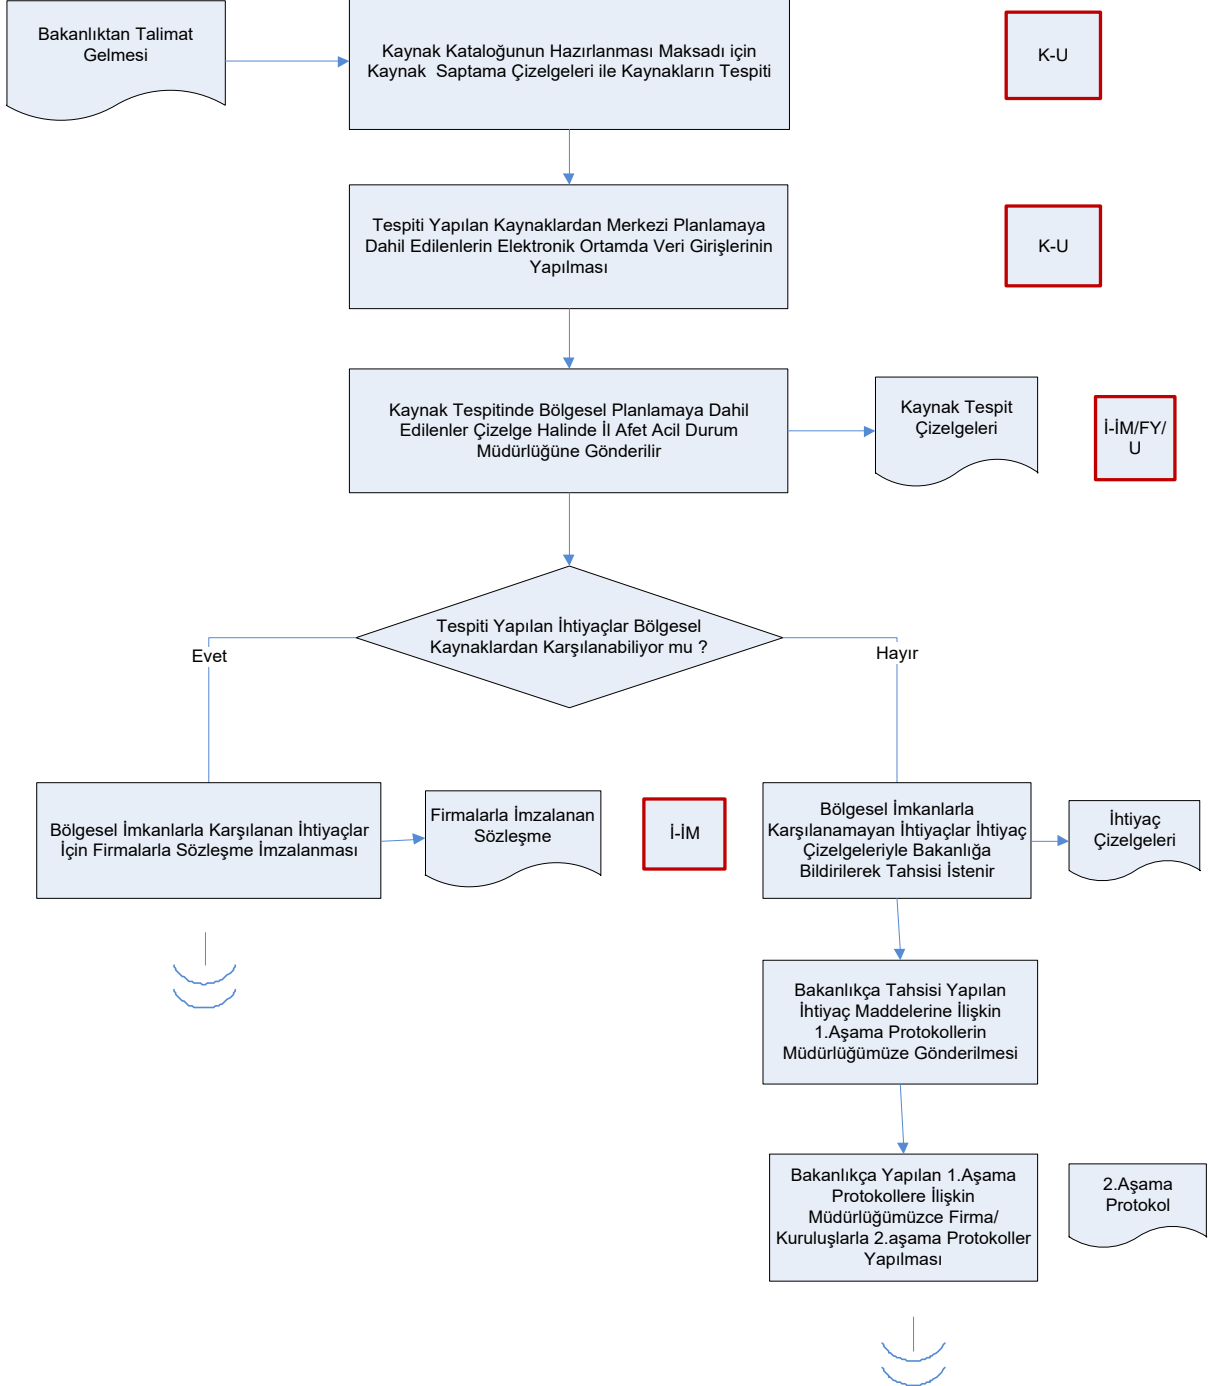 Bakanlıktan Talimat
Gelmesi
Kaynak Kataloğunun Hazırlanması Maksadı için
Kaynak Saptama Çizelgeleri ile Kaynakların Tespiti
K-U
Tespiti Yapılan Kaynaklardan Merkezi Planlamaya
Dahil Edilenlerin Elektronik Ortamda Veri Girişlerinin
Yapılması
K-U
Kaynak Tespitinde Bölgesel Planlamaya Dahil
Edilenler Çizelge Halinde İl Afet Acil Durum
Müdürlüğüne Gönderilir
Kaynak Tespit
Çizelgeleri
İ-İM/FY/
U
Tespiti Yapılan İhtiyaçlar Bölgesel
Kaynaklardan Karşılanabiliyor mu ?
Evet
Hayır
Bölgesel İmkanlarla Karşılanan İhtiyaçlar
İçin Firmalarla Sözleşme İmzalanması
Firmalarla İmzalanan
Sözleşme
İ-İM
Bölgesel İmkanlarla
Karşılanamayan İhtiyaçlar İhtiyaç
Çizelgeleriyle Bakanlığa
Bildirilerek Tahsisi İstenir
İhtiyaç
Çizelgeleri
Bakanlıkça Tahsisi Yapılan
İhtiyaç Maddelerine İlişkin
1.Aşama Protokollerin
Müdürlüğümüze Gönderilmesi
Bakanlıkça Yapılan 1.Aşama
Protokollere İlişkin
Müdürlüğümüzce Firma/
Kuruluşlarla 2.aşama Protokoller
Yapılması
2.Aşama
Protokol